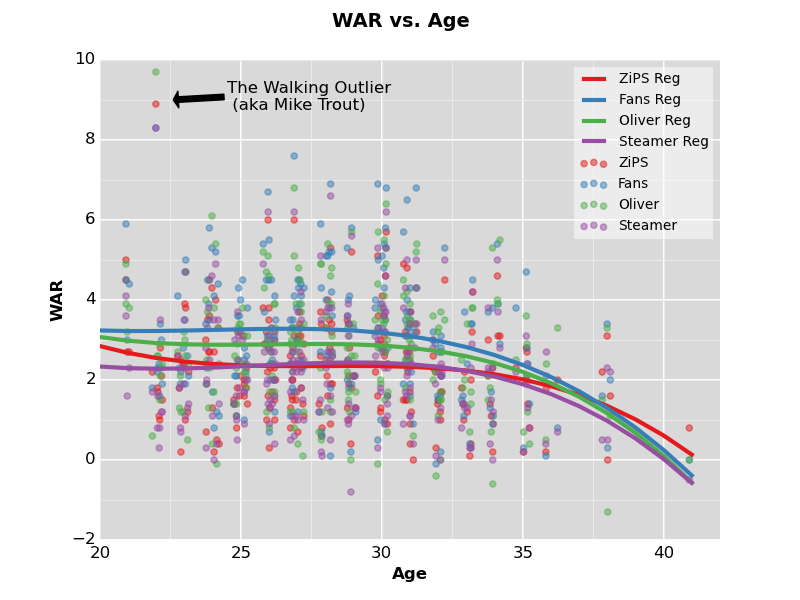 WAR vs. Age
10
8
6
4
2
0
−2
WAR
The Walking Outlier
(aka Mike Trout)
ZiPS Reg
Fans Reg
Oliver Reg
Steamer Reg
ZiPS
Fans
Oliver
Steamer
20 25 30 35 40
Age